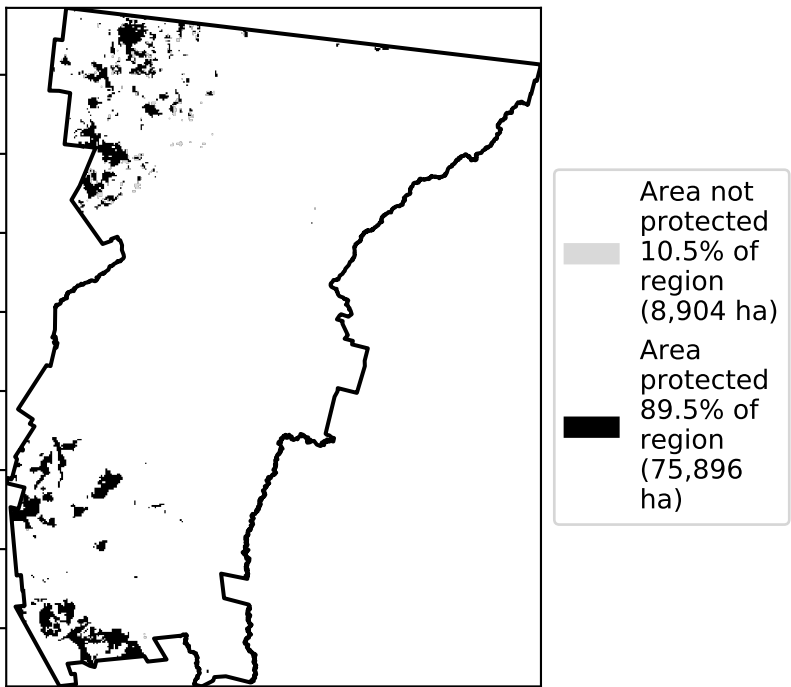 Area not
protected
10.5% of
region
(8,904 ha)
Area
protected
89.5% of
region
(75,896
ha)